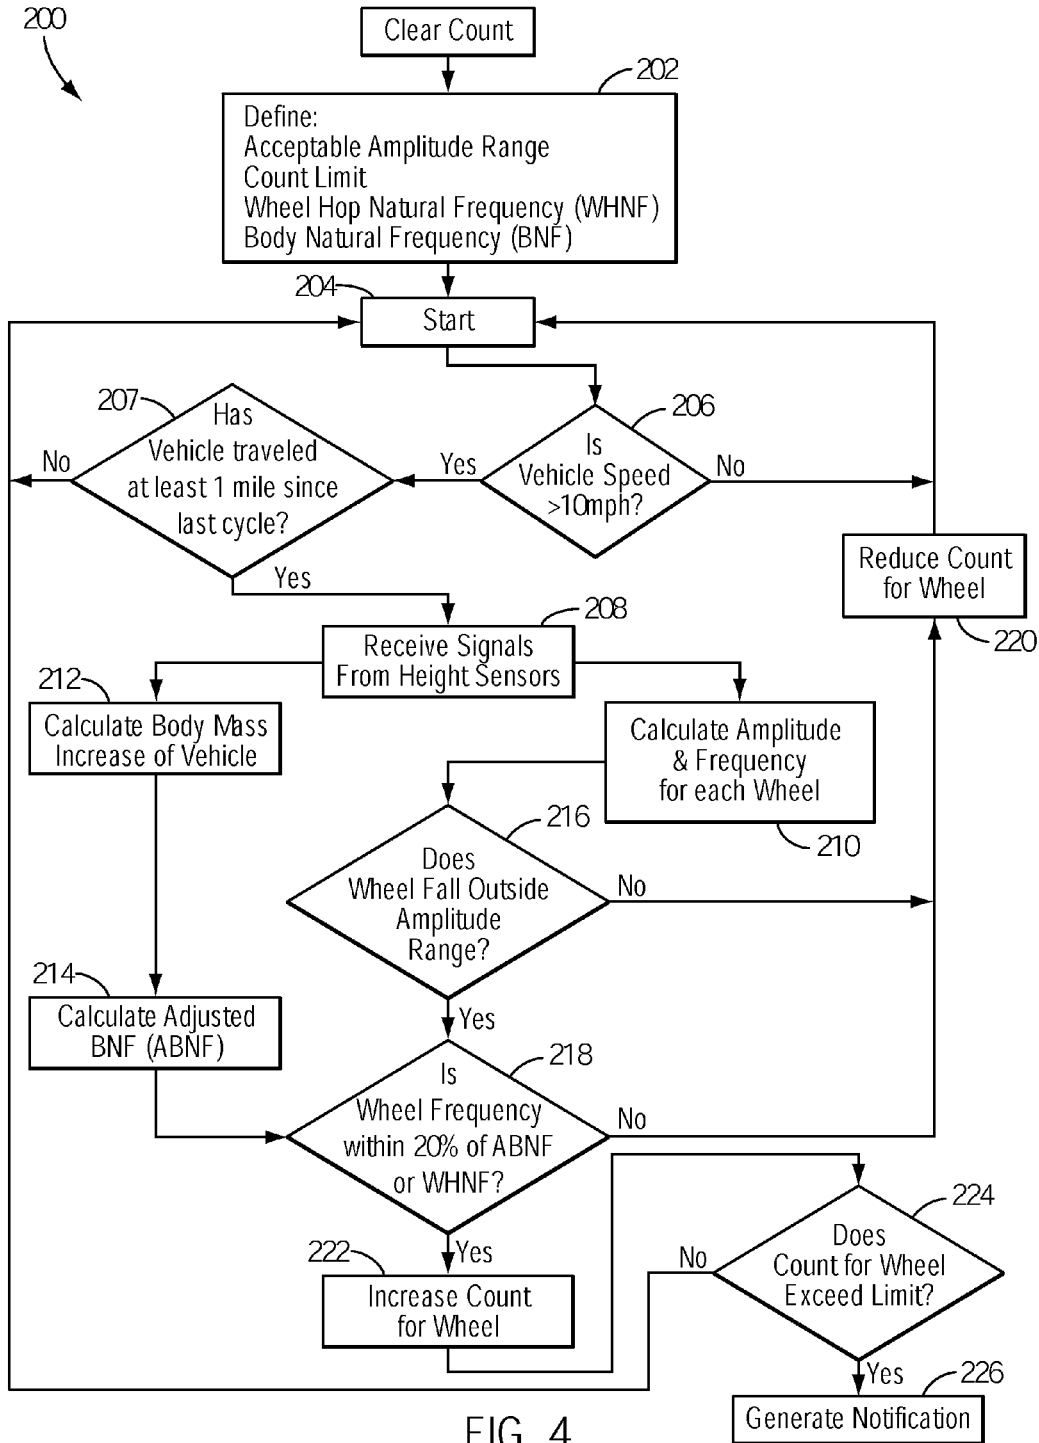 200
Clear Count
202
Define:
Acceptable Amplitude Range
Count Limit
Wheel Hop Natural Frequency (WHNF)
Body Natural Frequency (BNF)
204
Start
207
Has
Vehicle traveled
at least 1 mile since
last cycle?
No
Yes
206
Is
Vehicle Speed
>10mph?
Yes
No
Reduce Count
for Wheel
220
208
Receive Signals
From Height Sensors
212
Calculate Body Mass
Increase of Vehicle
Calculate Amplitude
& Frequency
for each Wheel
210
216
Does
Wheel Fall Outside
Amplitude
Range?
No
Yes
214
Calculate Adjusted
BNF (ABNF)
218
Is
Wheel Frequency
within 20% of ABNF
or WHNF?
No
Yes
222
Increase Count
for Wheel
224
Does
Count for Wheel
Exceed Limit?
No
Yes
226
Generate Notification
FIG. 4